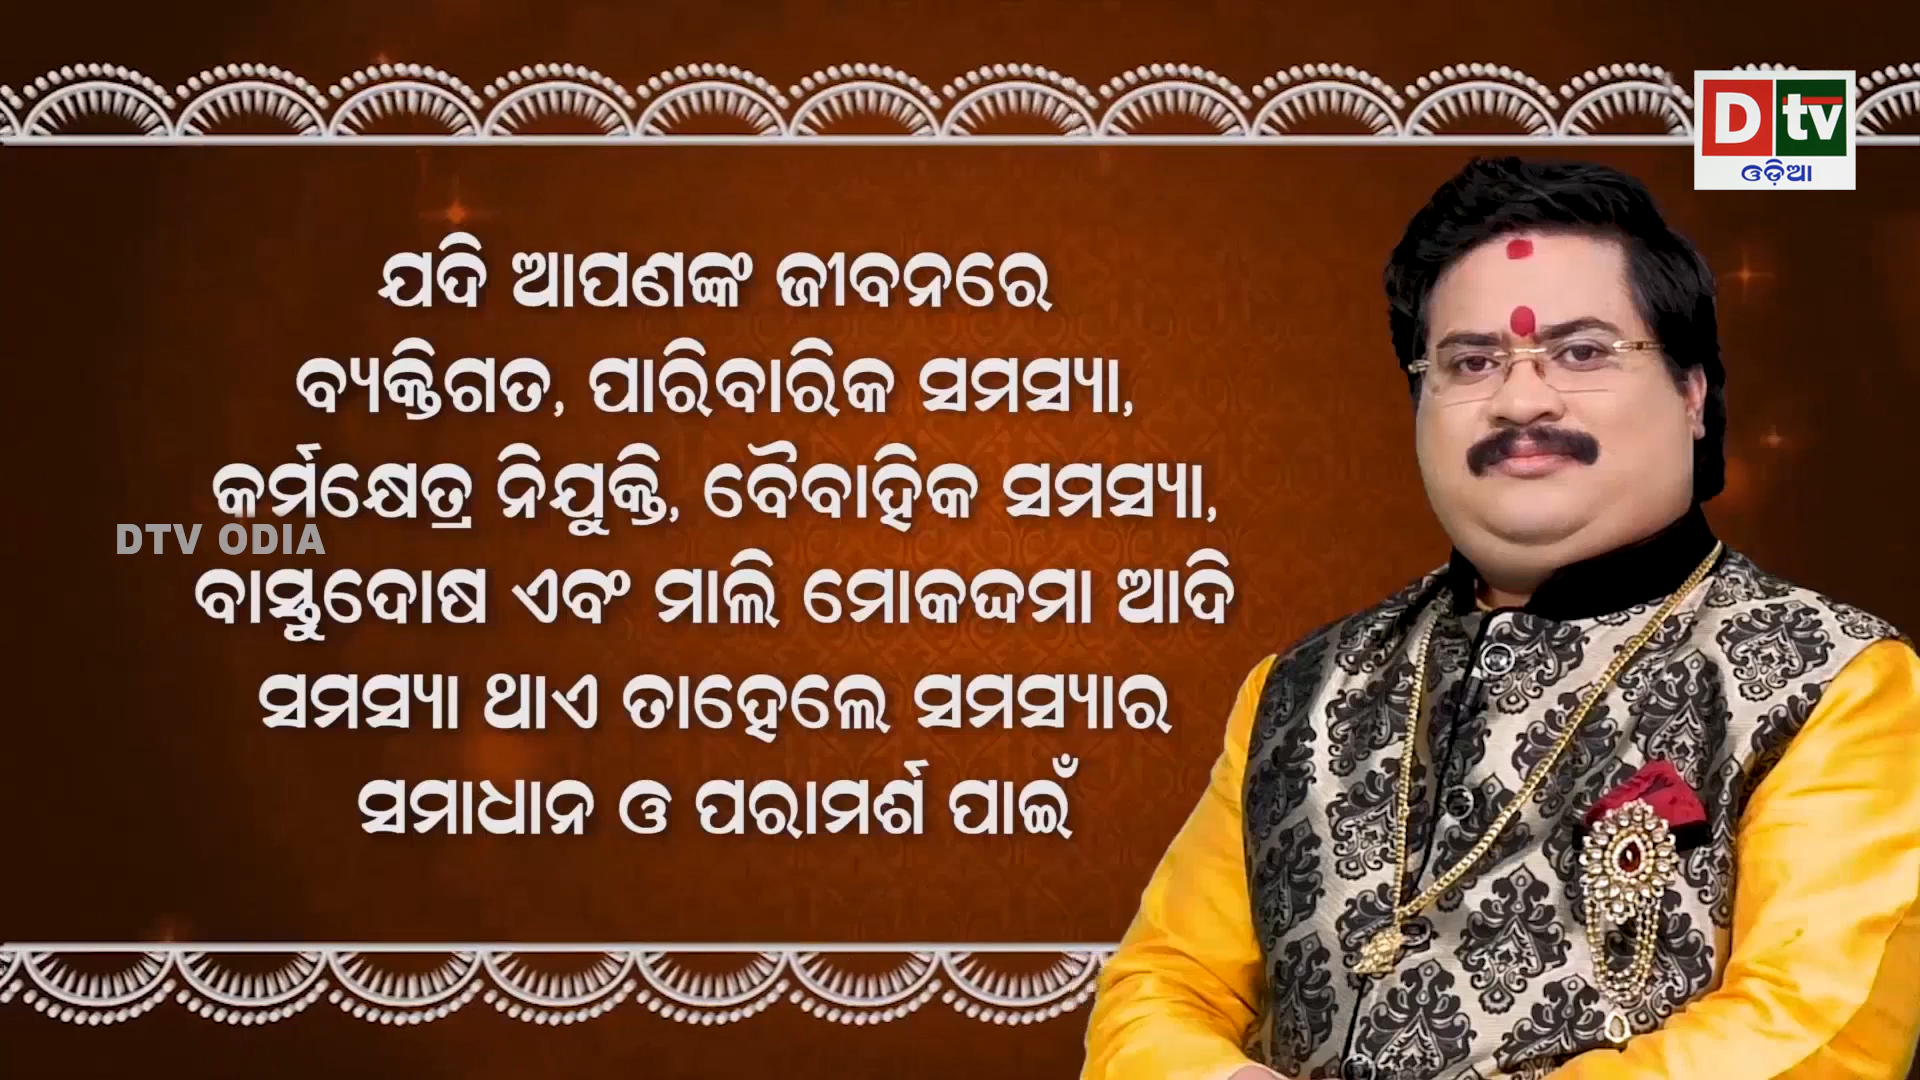 Dtv
ଓଡ଼ିଆ
ଯଦି ଆପଣଙ୍କ ଜୀବନରେ
ବ୍ୟକ୍ତିଗତ, ପାରିବାରିକ ସମସ୍ୟା,
କର୍ମକ୍ଷେତ୍ର ନିଯୁକ୍ତି, ବୈବାହିକ ସମସ୍ୟା,
DTV ODIA
ବାସ୍ତୁଦୋଷ ଏବଂ ମାଲି ମୋକଦ୍ଦମା ଆଦି
ସମସ୍ୟା ଥାଏ ତାହେଲେ ସମସ୍ୟାର
ସମାଧାନ ଓ ପରାମର୍ଶ ପାଇଁ